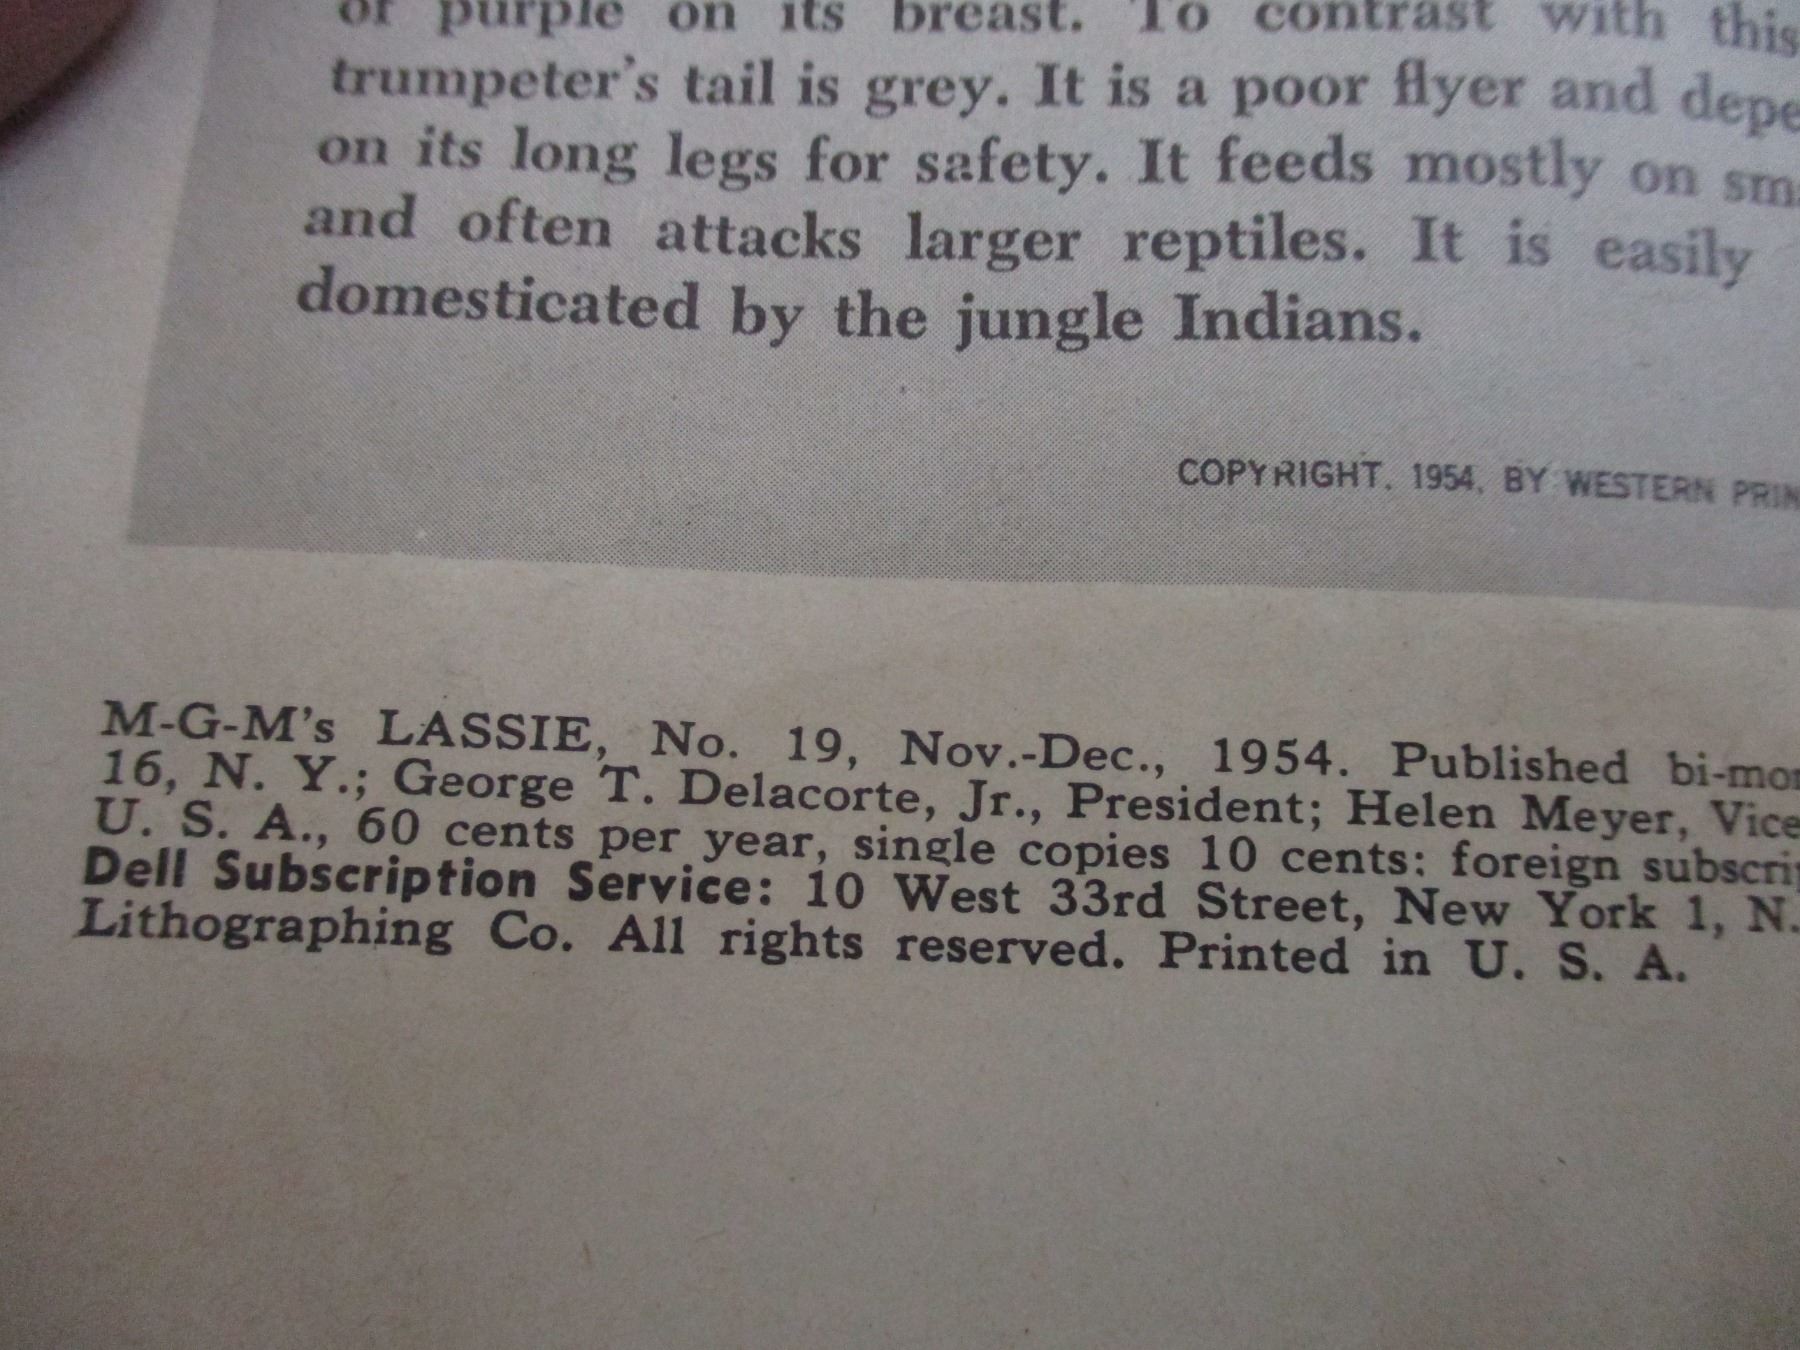 of purple on its breast. To contrast with this
trumpeter's tail is grey. It is a poor flyer and depe
on its long legs for safety. It feeds mostly on sm
and often attacks larger reptiles. It is easily
domesticated by the jungle Indians.
COPYRIGHT. 1954, BY WESTERN PRIN
M-G-M's LASSIE, No. 19, Nov.-Dec., 1954. Published bi-mon
16, N. Y.; George T. Delacorte, Jr., President; Helen Meyer, Vice
U. S. A., 60 cents per year, single copies 10 cents: foreign subscrip
Dell Subscription Service: 10 West 33rd Street, New York 1, N.
Lithographing Co. All rights reserved. Printed in U. S. A.